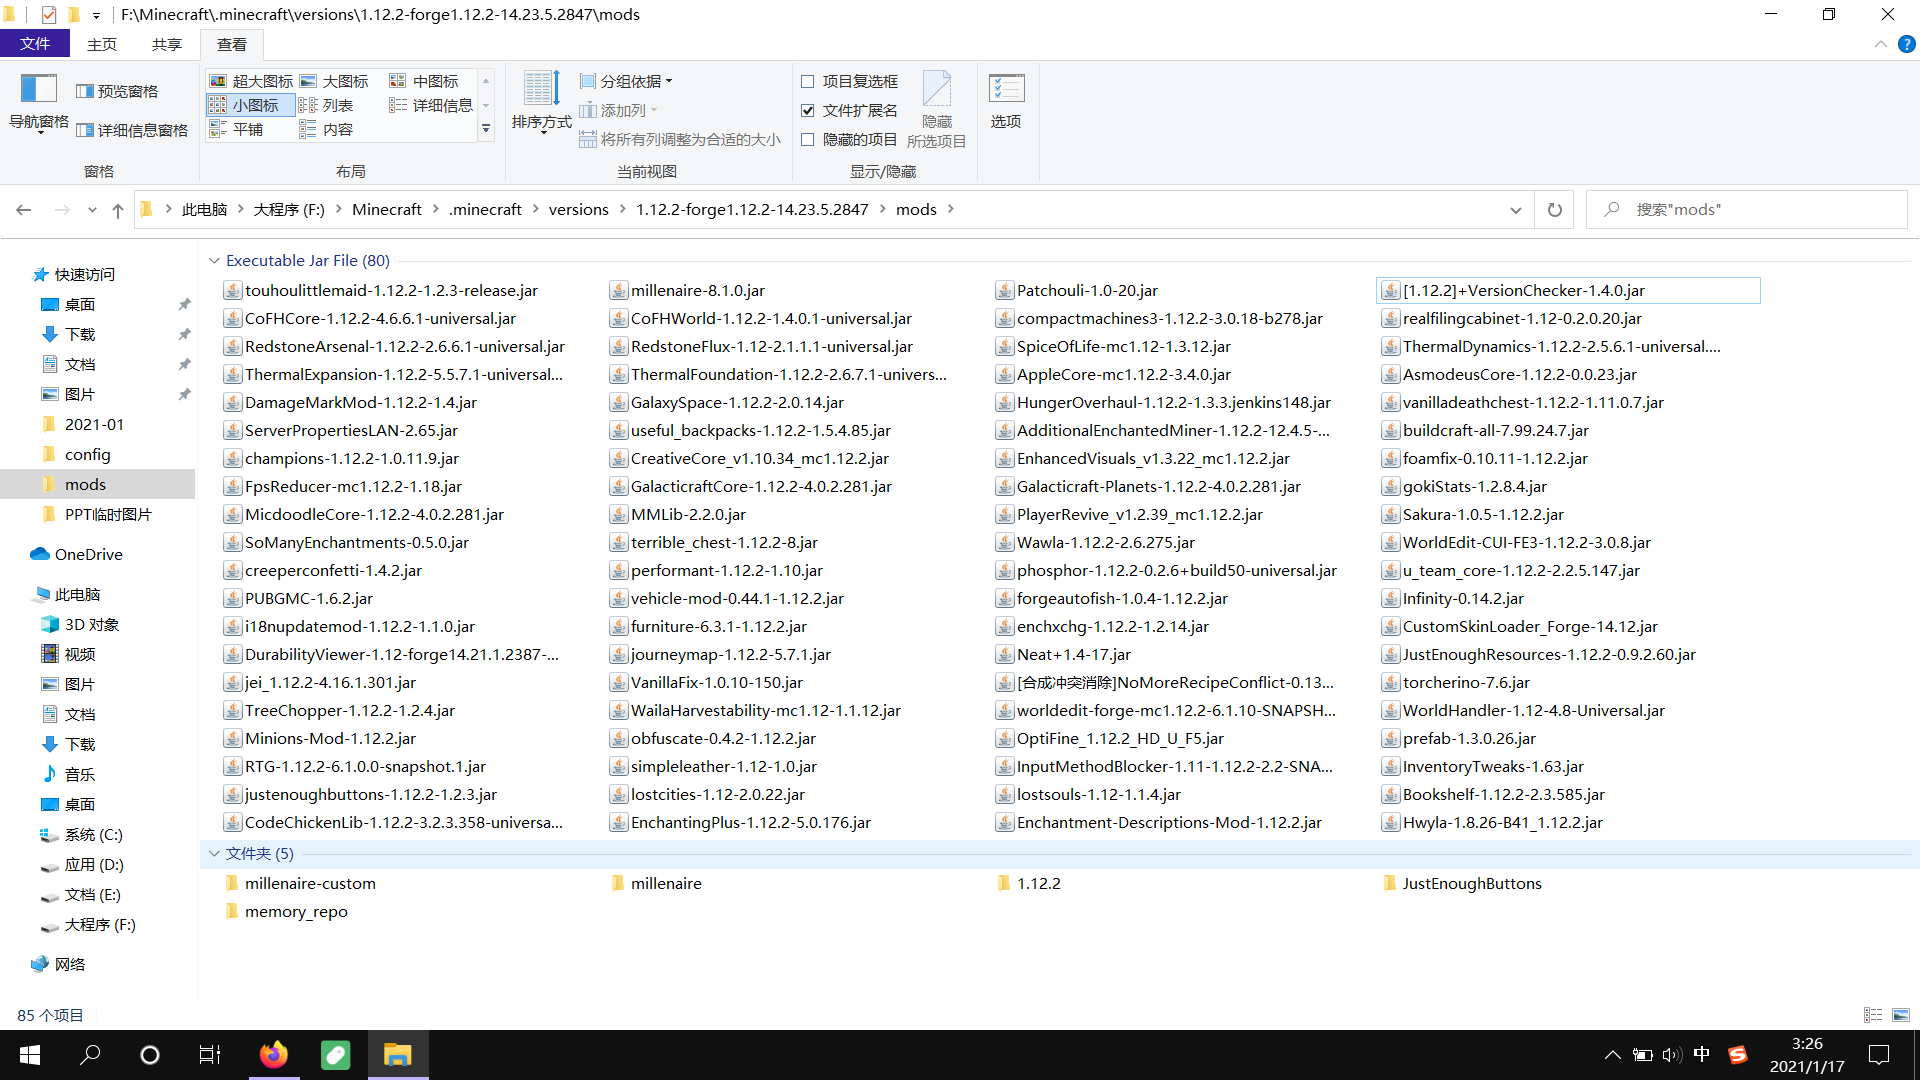 F:\Minecraft\.minecraft\versions\1.12.2-forge1.12.2-14.23.5.2847\mods
文件 主页 共享 查看
导航窗格
预览窗格
详细信息窗格
窗格
超大图标 大图标 中图标
小图标 列表 详细信息
平铺 内容
布局
排序方式
分组依据
添加列
将所有列调整为合适的大小
当前视图
项目复选框
文件扩展名
隐藏的项目
隐藏
所选项目
显示/隐藏
选项
此电脑 大程序 (F:) Minecraft .minecraft versions 1.12.2-forge1.12.2-14.23.5.2847 mods
搜索"mods"
快速访问
桌面
下载
文档
图片
2021-01
config
mods
PPT临时图片
OneDrive
此电脑
3D 对象
视频
图片
文档
下载
音乐
桌面
系统 (C:)
应用 (D:)
文档 (E:)
大程序 (F:)
网络
Executable Jar File (80)
touhoulittlemaid-1.12.2-1.2.3-release.jar millenaire-8.1.0.jar Patchouli-1.0-20.jar [1.12.2]+VersionChecker-1.4.0.jar
CoFHCore-1.12.2-4.6.6.1-universal.jar CoFHWorld-1.12.2-1.4.0.1-universal.jar compactmachines3-1.12.2-3.0.18-b278.jar realfilingcabinet-1.12-0.2.0.20.jar
RedstoneArsenal-1.12.2-2.6.6.1-universal.jar RedstoneFlux-1.12-2.1.1.1-universal.jar SpiceOfLife-mc1.12-1.3.12.jar ThermalDynamics-1.12.2-2.5.6.1-universal....
ThermalExpansion-1.12.2-5.5.7.1-universal... ThermalFoundation-1.12.2-2.6.7.1-univers... AppleCore-mc1.12.2-3.4.0.jar AsmodeusCore-1.12.2-0.0.23.jar
DamageMarkMod-1.12.2-1.4.jar GalaxySpace-1.12.2-2.0.14.jar HungerOverhaul-1.12.2-1.3.3.jenkins148.jar vanilladeathchest-1.12.2-1.11.0.7.jar
ServerPropertiesLAN-2.65.jar useful_backpacks-1.12.2-1.5.4.85.jar AdditionalEnchantedMiner-1.12.2-12.4.5-... buildcraft-all-7.99.24.7.jar
champions-1.12.2-1.0.11.9.jar CreativeCore_v1.10.34_mc1.12.2.jar EnhancedVisuals_v1.3.22_mc1.12.2.jar foamfix-0.10.11-1.12.2.jar
FpsReducer-mc1.12.2-1.18.jar GalacticraftCore-1.12.2-4.0.2.281.jar Galacticraft-Planets-1.12.2-4.0.2.281.jar gokiStats-1.2.8.4.jar
MicdoodleCore-1.12.2-4.0.2.281.jar MMLib-2.2.0.jar PlayerRevive_v1.2.39_mc1.12.2.jar Sakura-1.0.5-1.12.2.jar
SoManyEnchantments-0.5.0.jar terrible_chest-1.12.2-8.jar Wawla-1.12.2-2.6.275.jar WorldEdit-CUI-FE3-1.12.2-3.0.8.jar
creeperconfetti-1.4.2.jar performant-1.12.2-1.10.jar phosphor-1.12.2-0.2.6+build50-universal.jar u_team_core-1.12.2-2.2.5.147.jar
PUBGMC-1.6.2.jar vehicle-mod-0.44.1-1.12.2.jar forgeautofish-1.0.4-1.12.2.jar Infinity-0.14.2.jar
i18nupdatemod-1.12.2-1.1.0.jar furniture-6.3.1-1.12.2.jar enchxchg-1.12.2-1.2.14.jar CustomSkinLoader_Forge-14.12.jar
DurabilityViewer-1.12-forge14.21.1.2387-... journeymap-1.12.2-5.7.1.jar Neat+1.4-17.jar JustEnoughResources-1.12.2-0.9.2.60.jar
jei_1.12.2-4.16.1.301.jar VanillaFix-1.0.10-150.jar [合成冲突消除]NoMoreRecipeConflict-0.13... torcherino-7.6.jar
TreeChopper-1.12.2-1.2.4.jar WailaHarvestability-mc1.12-1.1.12.jar worldedit-forge-mc1.12.2-6.1.10-SNAPSH... WorldHandler-1.12-4.8-Universal.jar
Minions-Mod-1.12.2.jar obfuscate-0.4.2-1.12.2.jar OptiFine_1.12.2_HD_U_F5.jar prefab-1.3.0.26.jar
RTG-1.12.2-6.1.0.0-snapshot.1.jar simpleleather-1.12-1.0.jar InputMethodBlocker-1.11-1.12.2-2.2-SNA... InventoryTweaks-1.63.jar
justenoughbuttons-1.12.2-1.2.3.jar lostcities-1.12-2.0.22.jar lostsouls-1.12-1.1.4.jar Bookshelf-1.12.2-2.3.585.jar
CodeChickenLib-1.12.2-3.2.3.358-universa... EnchantingPlus-1.12.2-5.0.176.jar Enchantment-Descriptions-Mod-1.12.2.jar Hwyla-1.8.26-B41_1.12.2.jar
文件夹 (5)
millenaire-custom millenaire 1.12.2 JustEnoughButtons
memory_repo
85 个项目
中
3:26
2021/1/17